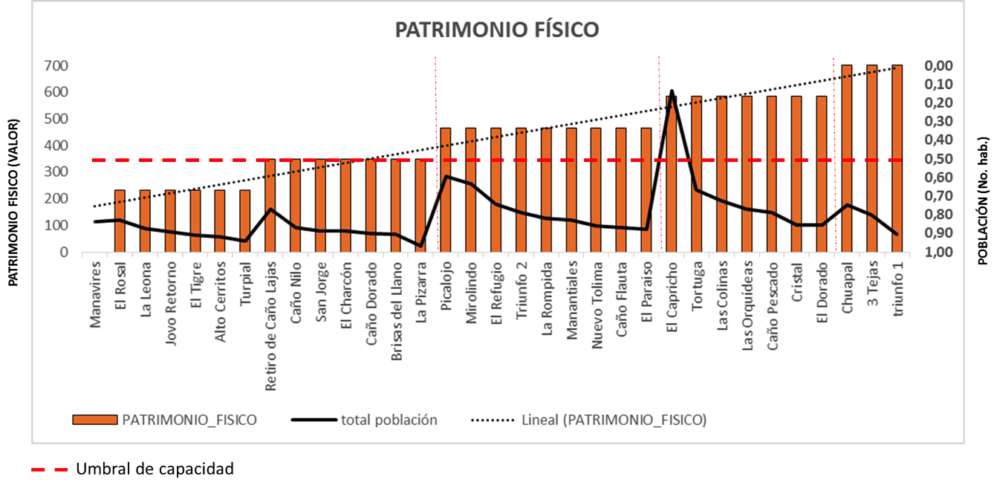 PATRIMONIO FÍSICO
PATRIMONIO FISICO (VALOR)
700
600
500
400
300
200
100
0
0,00
0,10
0,20
0,30
0,40
0,50
0,60
0,70
0,80
0,90
1,00
POBLACIÓN (No. hab.)
Manavires
El Rosal
La Leona
Jovo Retorno
El Tigre
Alto Cerritos
Turpial
Retiro de Caño Lajas
Caño Nilo
San Jorge
El Charcón
Caño Dorado
Brisas del Llano
La Pizarra
Picalojo
Mirolindo
El Refugio
Triunfo 2
La Rompida
Manantiales
Nuevo Tolima
Caño Flauta
El Paraiso
El Capricho
Tortuga
Las Colinas
Las Orquídeas
Caño Pescado
Cristal
El Dorado
Chuapal
3 Tejas
triunfo 1
PATRIMONIO_FISICO
total población
Lineal (PATRIMONIO_FISICO)
Umbral de capacidad